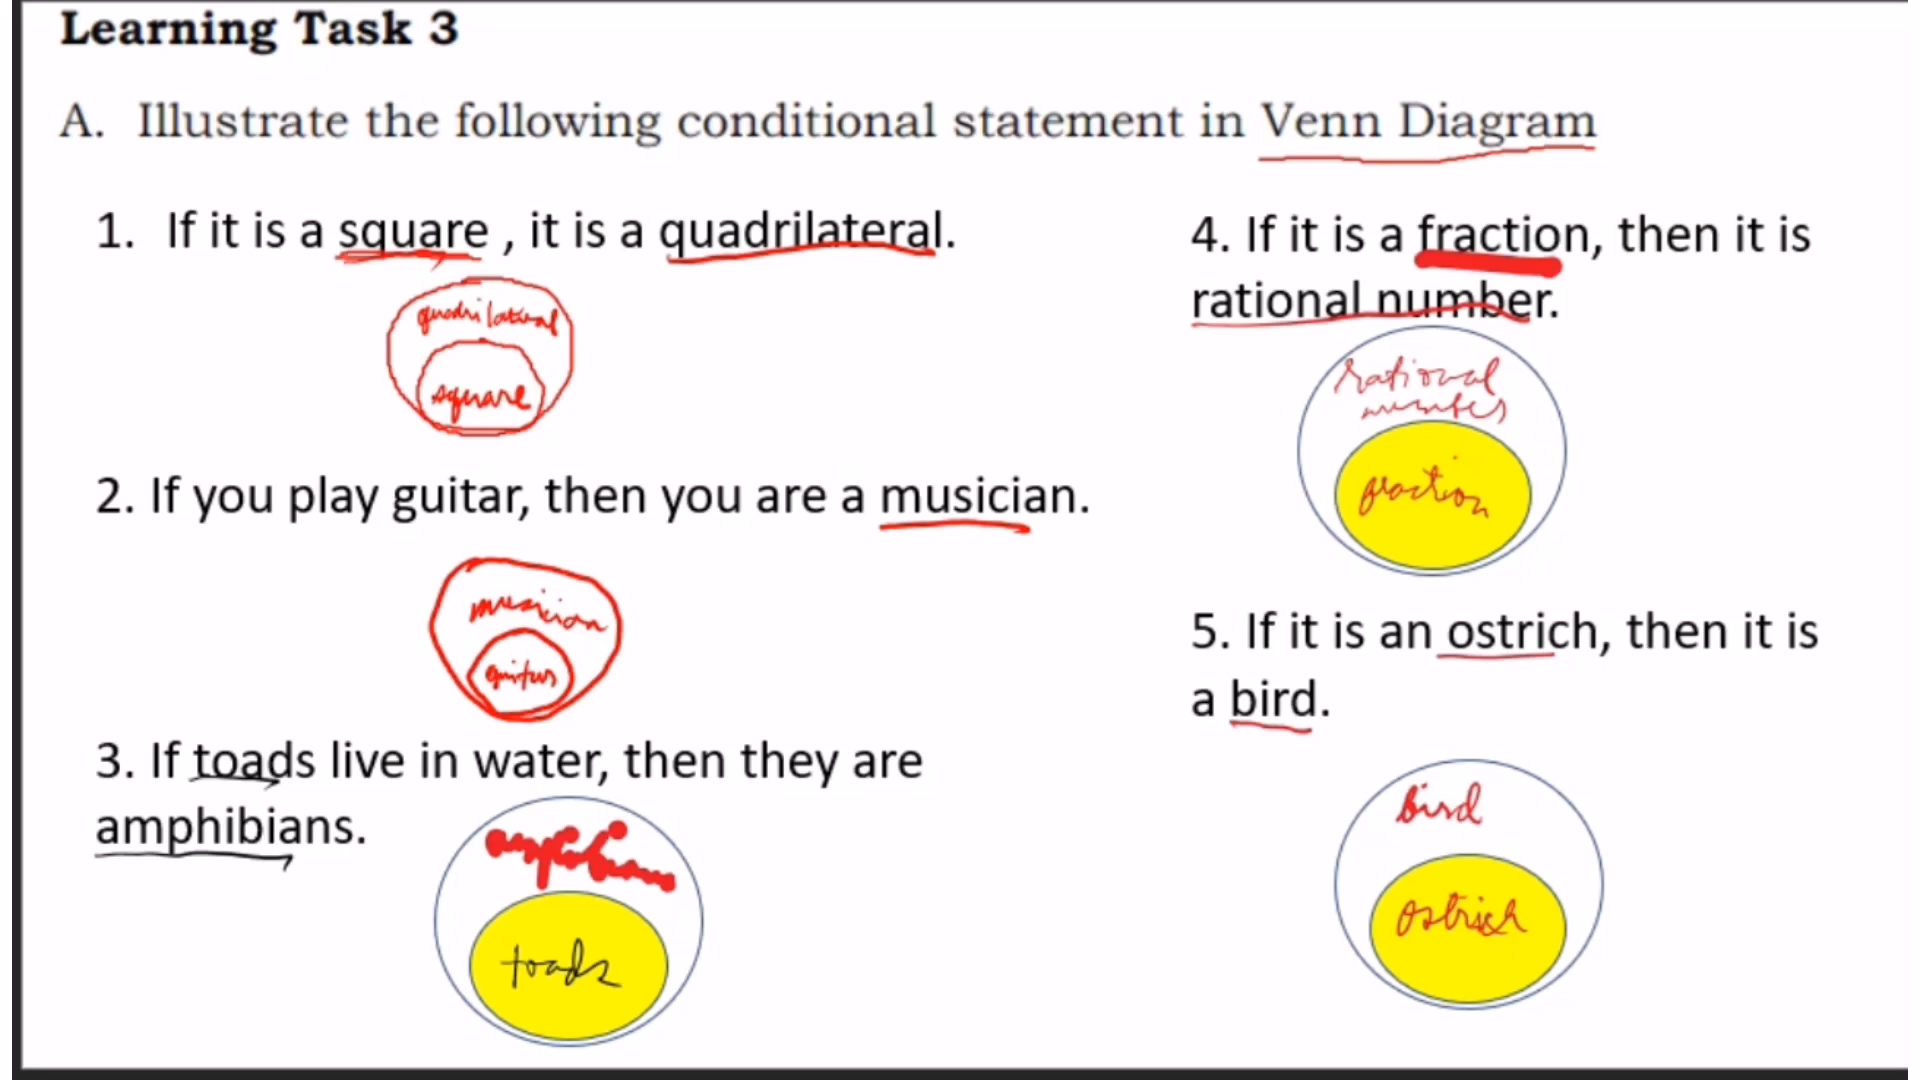 Learning Task 3
A. Illustrate the following conditional statement in Venn Diagram
1. If it is a square , it is a quadrilateral.
quadrilateral
square
2. If you play guitar, then you are a musician.
musician
3. If toads live in water, then they are
amphibians.
toads
4. If it is a fraction, then it is
rational number.
rational
fraction
5. If it is an ostrich, then it is
a bird.
bird
ostrich